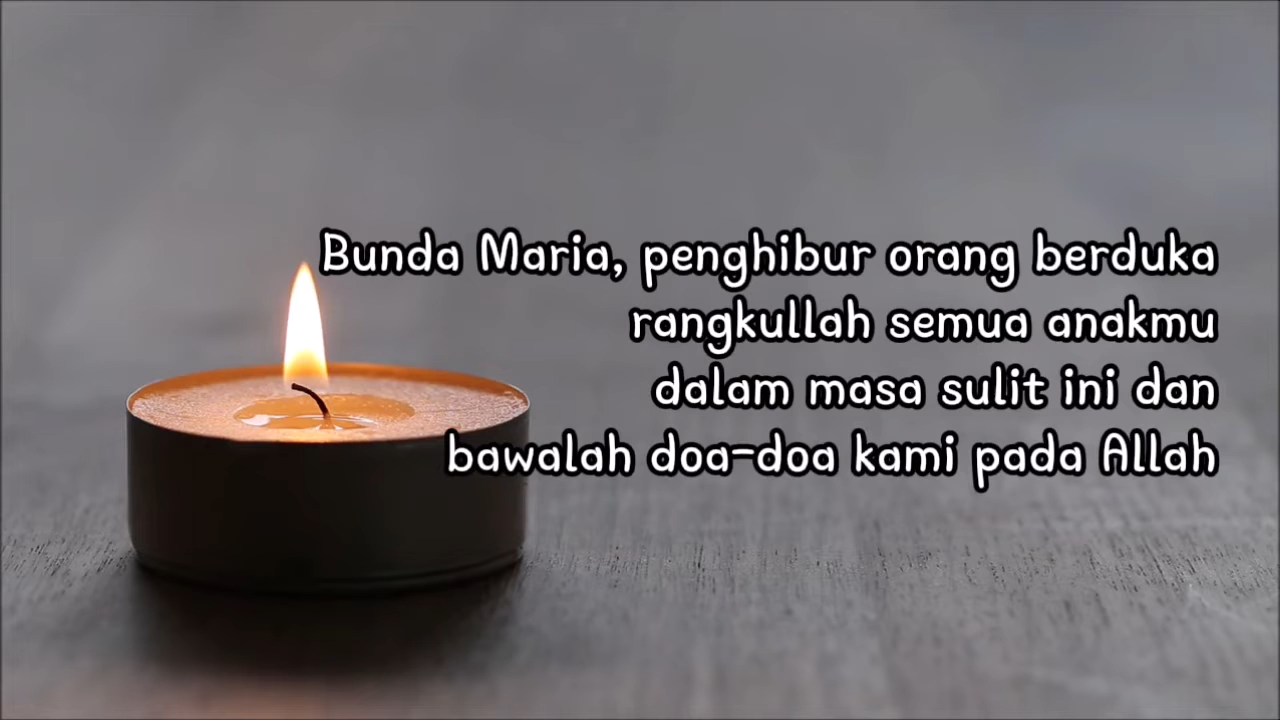 Bunda Maria, penghibur orang berduka
rangkullah semua anakmu
dalam masa sulit ini dan
bawalah doa-doa kami pada Allah